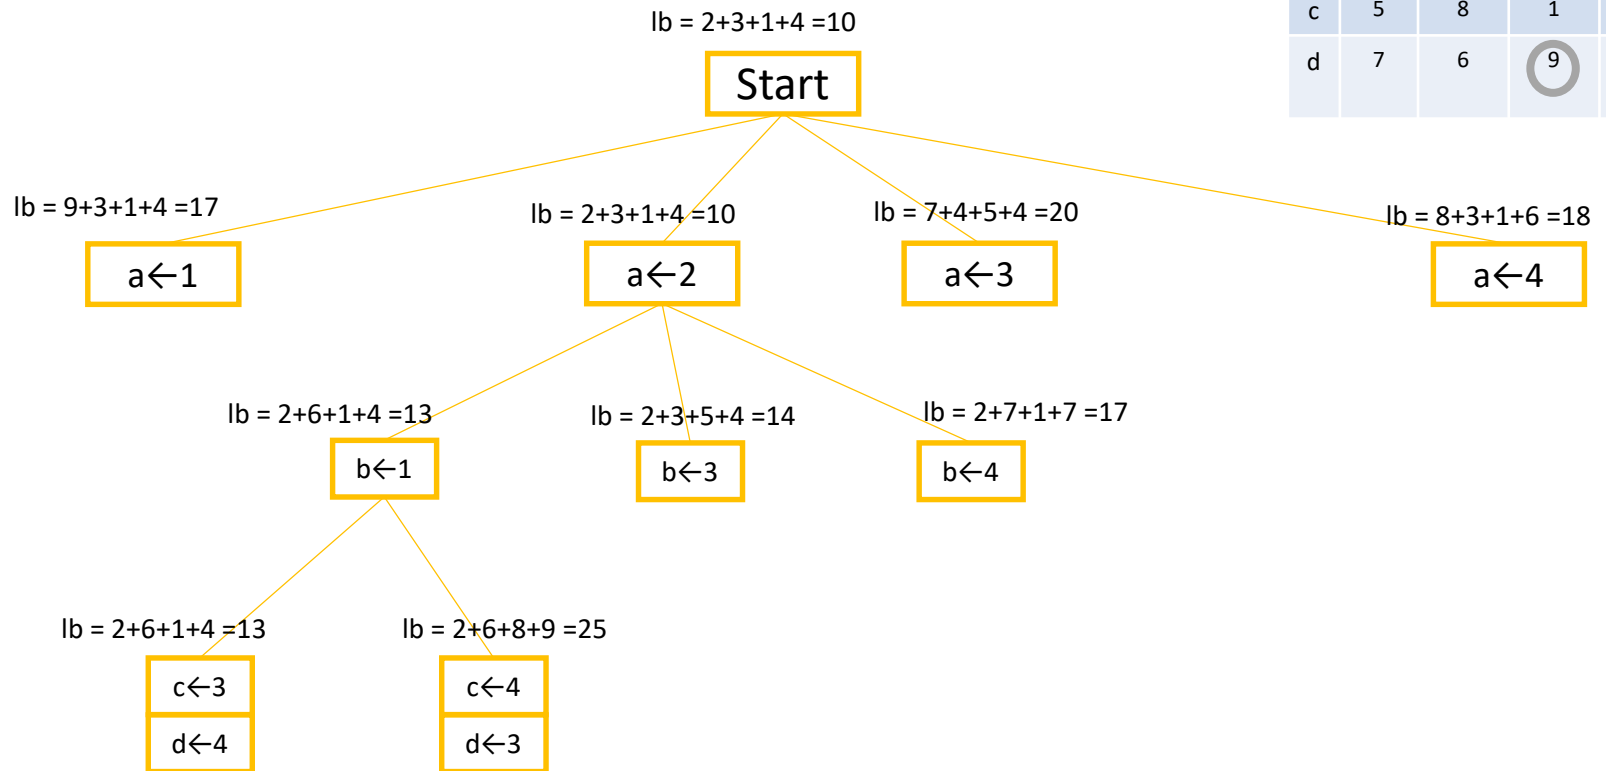 lb = 2+3+1+4 =10
c 5 8 1
d 7 6 9
Start
lb = 9+3+1+4 =17
lb = 2+3+1+4 =10
lb = 7+4+5+4 =20
lb = 8+3+1+6 =18
a←1
a←2
a←3
a←4
lb = 2+6+1+4 =13
lb = 2+3+5+4 =14
lb = 2+7+1+7 =17
b←1
b←3
b←4
lb = 2+6+1+4 =13
lb = 2+6+8+9 =25
c←3
c←4
d←4
d←3